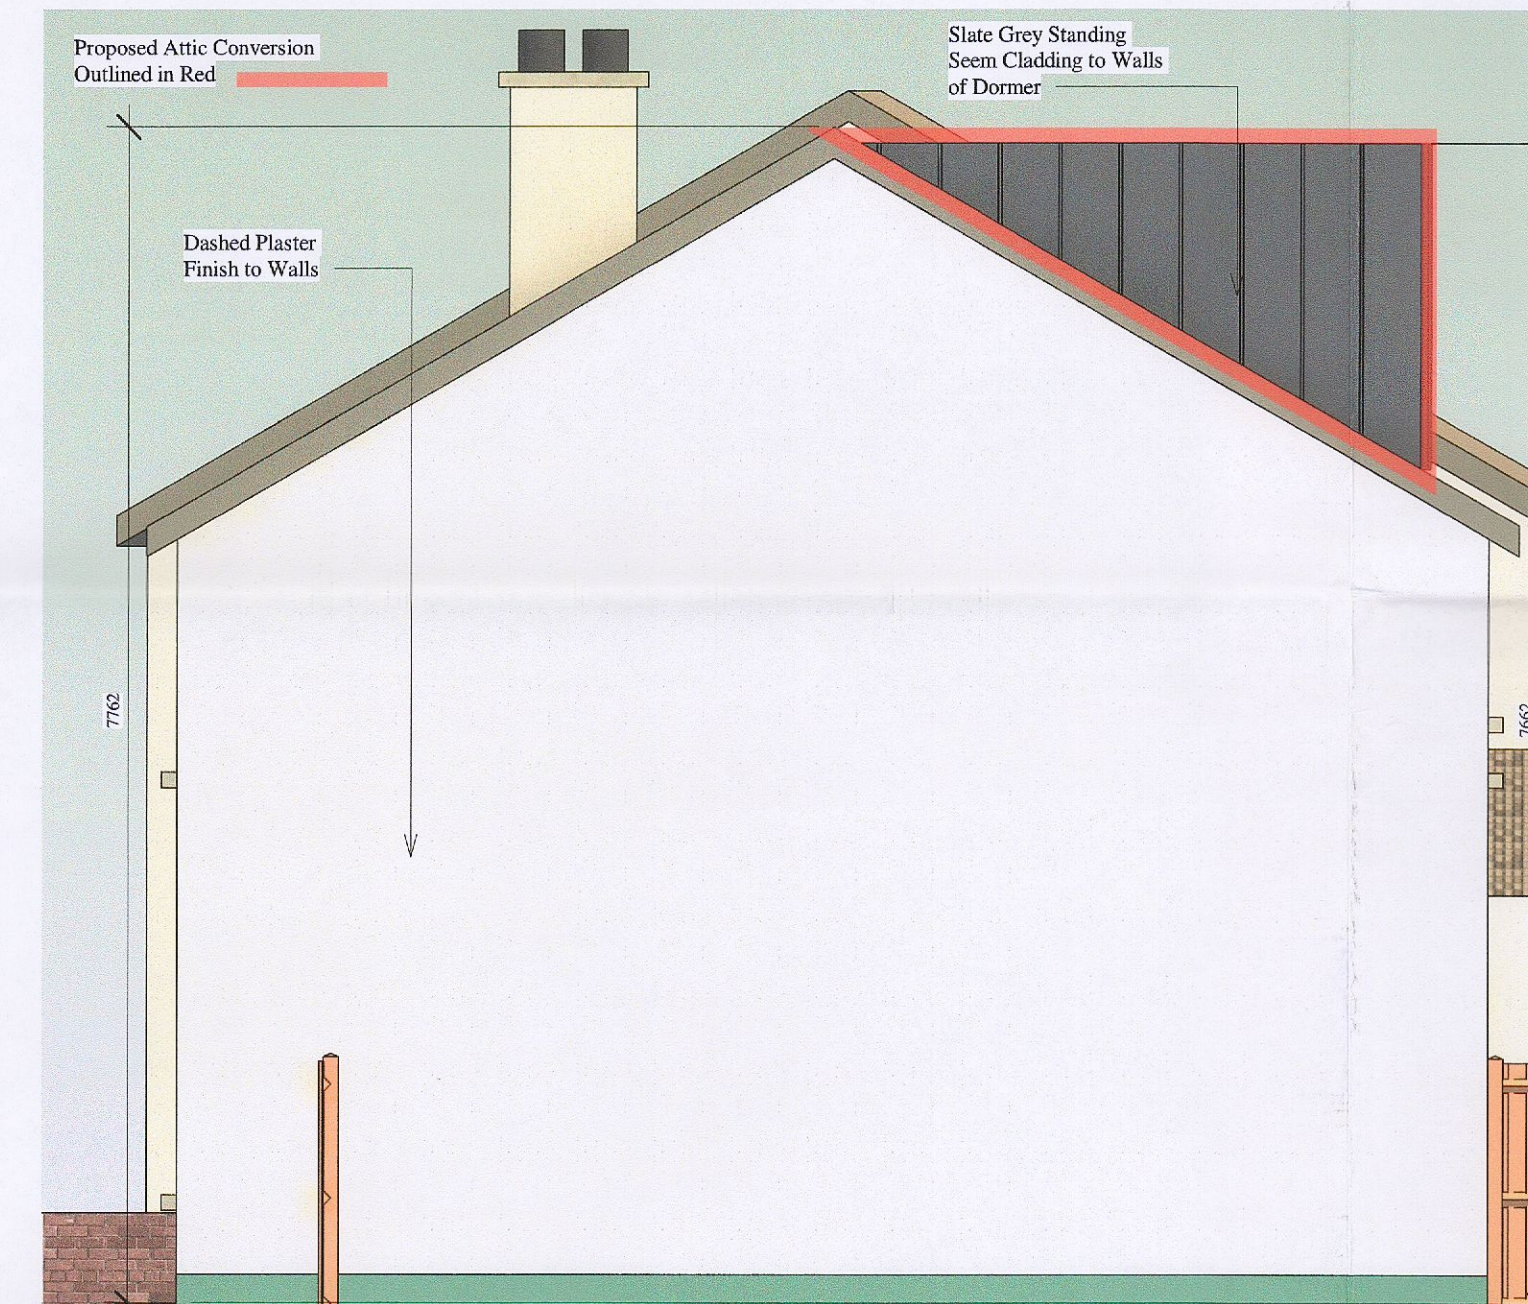 Proposed Attic Conversion
Outlined in Red
Slate Grey Standing
Seem Cladding to Walls
of Dormer
Dashed Plaster
Finish to Walls
7762
7662